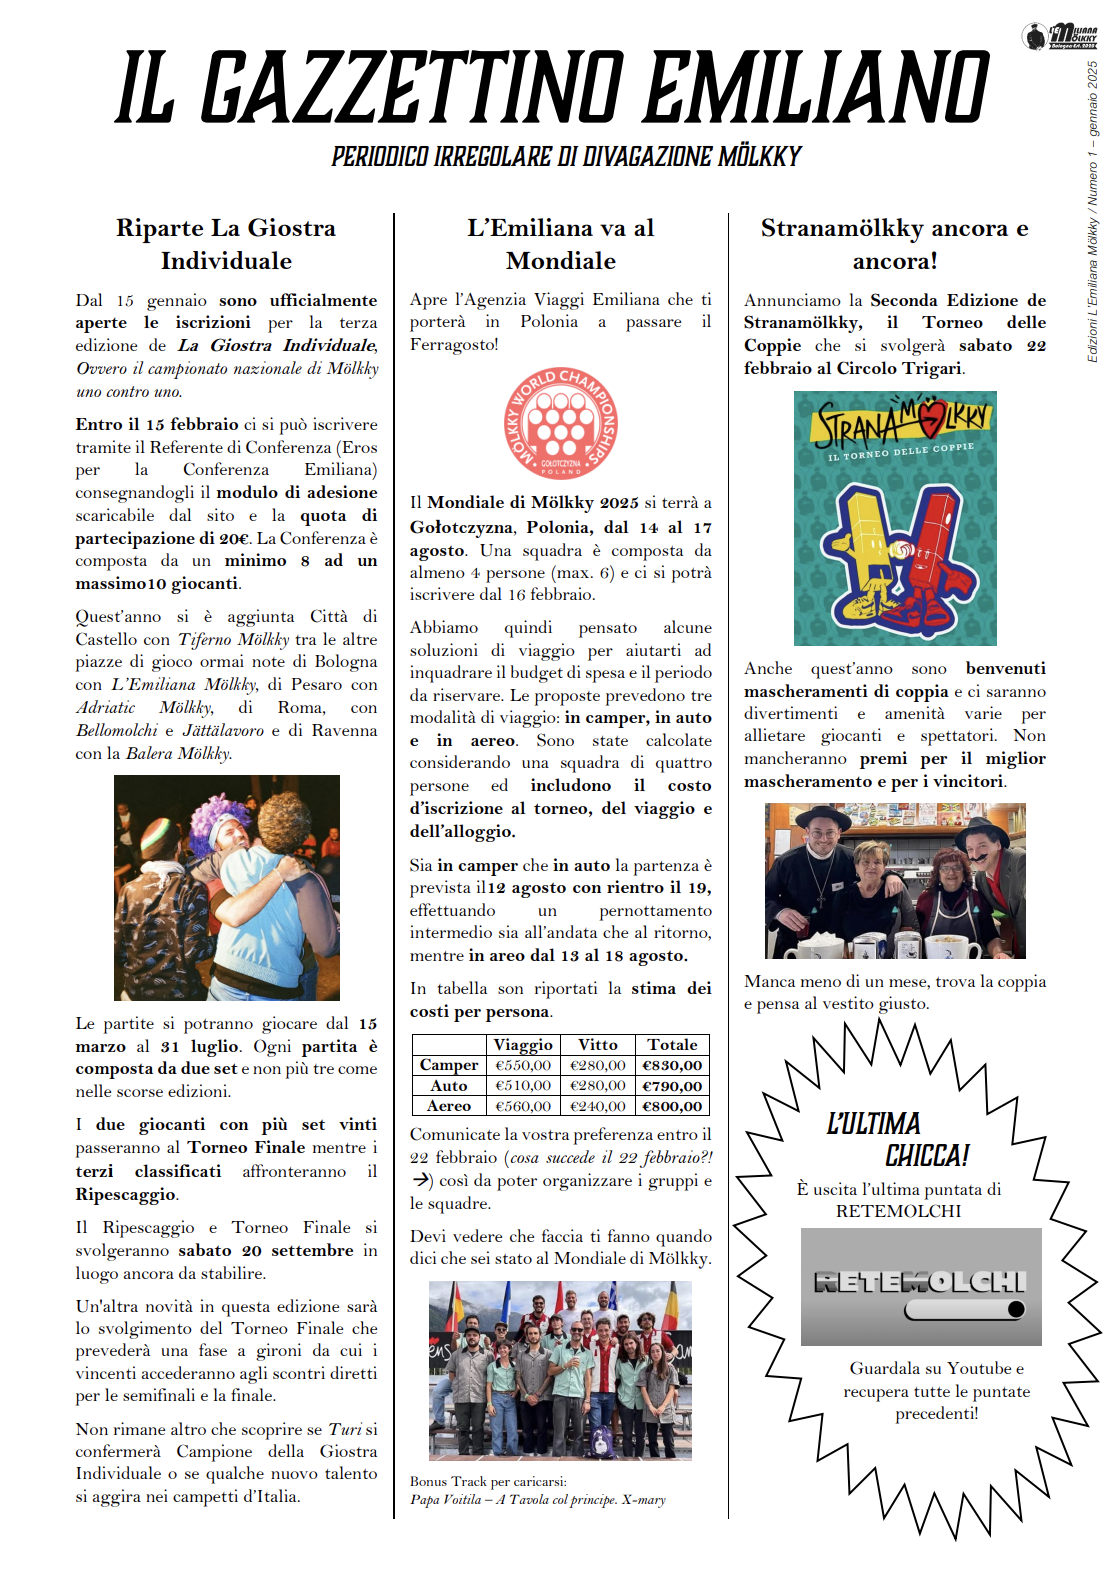 L'EMILIANA
MÖLKKY
Bologna Est. 2022
Edizioni L'Emiliana Mölkky / Numero 1 – gennaio 2025
IL GAZZETTINO EMILIANO
PERIODICO IRREGOLARE DI DIVAGAZIONE MÖLKKY
Riparte La Giostra
Individuale
Dal 15 gennaio sono ufficialmente
aperte le iscrizioni per la terza
edizione de La Giostra Individuale,
Ovvero il campionato nazionale di Mölkky
uno contro uno.
Entro il 15 febbraio ci si può iscrivere
tramite il Referente di Conferenza (Eros
per la Conferenza Emiliana)
consegnandogli il modulo di adesione
scaricabile dal sito e la quota di
partecipazione di 20€. La Conferenza è
composta da un minimo 8 ad un
massimo10 giocanti.
Quest'anno si è aggiunta Città di
Castello con Tiferno Mölkky tra le altre
piazze di gioco ormai note di Bologna
con L'Emiliana Mölkky, di Pesaro con
Adriatic Mölkky, di Roma, con
Bellomolchi e Jättälavoro e di Ravenna
con la Balera Mölkky.
Le partite si potranno giocare dal 15
marzo al 31 luglio. Ogni partita è
composta da due set e non più tre come
nelle scorse edizioni.
I due giocanti con più set vinti
passeranno al Torneo Finale mentre i
terzi classificati affronteranno il
Ripescaggio.
Il Ripescaggio e Torneo Finale si
svolgeranno sabato 20 settembre in
luogo ancora da stabilire.
Un'altra novità in questa edizione sarà
lo svolgimento del Torneo Finale che
prevederà una fase a gironi da cui i
vincenti accederanno agli scontri diretti
per le semifinali e la finale.
Non rimane altro che scoprire se Turi si
confermerà Campione della Giostra
Individuale o se qualche nuovo talento
si aggira nei campetti d'Italia.
L'Emiliana va al
Mondiale
Apre l'Agenzia Viaggi Emiliana che ti
porterà in Polonia a passare il
Ferragosto!
MÖLKKY WORLD CHAMPIONSHIPS
GOŁOTCZYZNA
POLAND
Il Mondiale di Mölkky 2025 si terrà a
Gołotczyzna, Polonia, dal 14 al 17
agosto. Una squadra è composta da
almeno 4 persone (max. 6) e ci si potrà
iscrivere dal 16 febbraio.
Abbiamo quindi pensato alcune
soluzioni di viaggio per aiutarti ad
inquadrare il budget di spesa e il periodo
da riservare. Le proposte prevedono tre
modalità di viaggio: in camper, in auto
e in aereo. Sono state calcolate
considerando una squadra di quattro
persone ed includono il costo
d'iscrizione al torneo, del viaggio e
dell'alloggio.
Sia in camper che in auto la partenza è
prevista il12 agosto con rientro il 19,
effettuando un pernottamento
intermedio sia all'andata che al ritorno,
mentre in areo dal 13 al 18 agosto.
In tabella son riportati la stima dei
costi per persona.
Viaggio Vitto Totale
Camper €550,00 €280,00 €830,00
Auto €510,00 €280,00 €790,00
Aereo €560,00 €240,00 €800,00
Comunicate la vostra preferenza entro il
22 febbraio (cosa succede il 22 febbraio?!
→) così da poter organizzare i gruppi e
le squadre.
Devi vedere che faccia ti fanno quando
dici che sei stato al Mondiale di Mölkky.
Bonus Track per caricarsi:
Papa Voitila – A Tavola col principe. X-mary
Stranamölkky ancora e
ancora!
Annunciamo la Seconda Edizione de
Stranamölkky, il Torneo delle
Coppie che si svolgerà sabato 22
febbraio al Circolo Trigari.
STRANAMÖLKKY
IL TORNEO DELLE COPPIE
Anche quest'anno sono benvenuti
mascheramenti di coppia e ci saranno
divertimenti e amenità varie per
allietare giocanti e spettatori. Non
mancheranno premi per il miglior
mascheramento e per i vincitori.
Manca meno di un mese, trova la coppia
e pensa al vestito giusto.
L'ULTIMA
CHICCA!
È uscita l'ultima puntata di
RETEMOLCHI
RETEMOLCHI
Guardala su Youtube e
recupera tutte le puntate
precedenti!